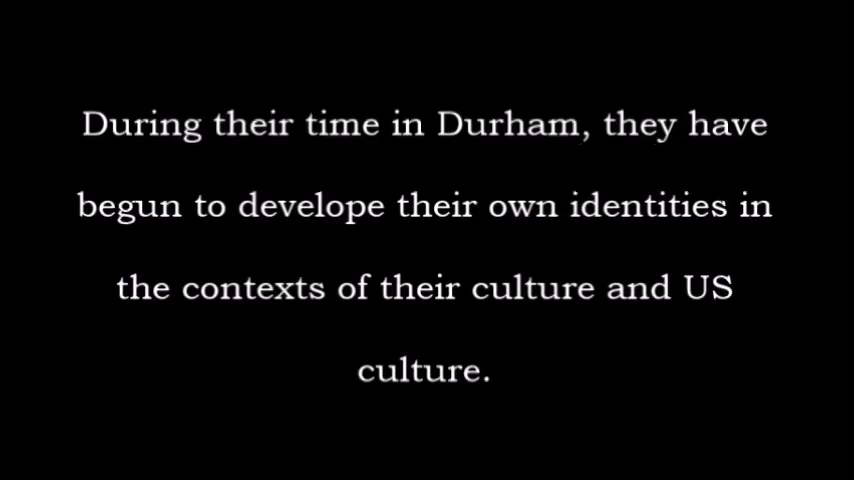 During their time in Durham, they have
begun to develope their own identities in
the contexts of their culture and US
culture.